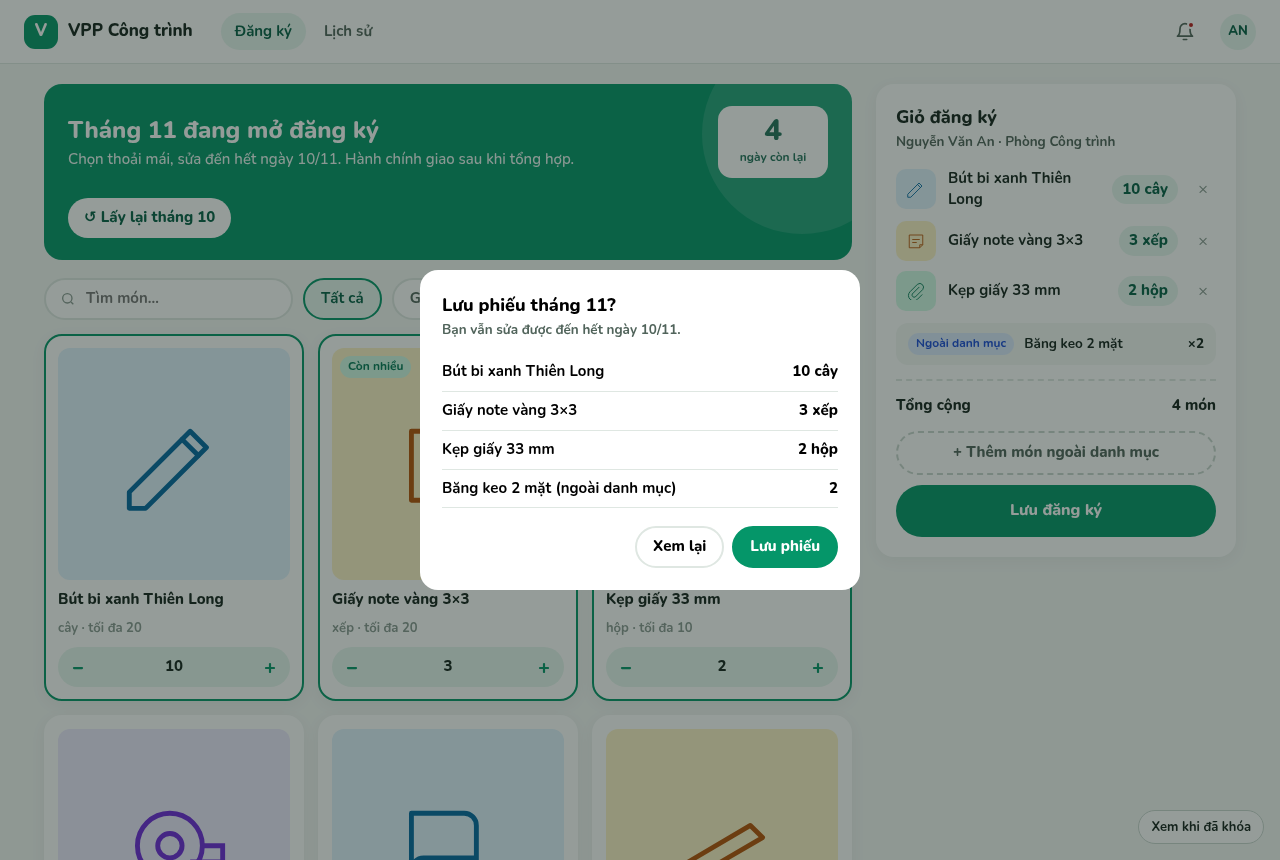 V VPP Công trình Đăng ký Lịch sử AN
Tháng 11 đang mở đăng ký
Chọn thoải mái, sửa đến hết ngày 10/11. Hành chính giao sau khi tổng hợp.
4
ngày còn lại
↺ Lấy lại tháng 10
Tìm món...
Tất cả
G
Còn nhiều
Bút bi xanh Thiên Long
cây · tối đa 20
− 10 +
Giấy note vàng 3×3
xếp · tối đa 20
− 3 +
Kẹp giấy 33 mm
hộp · tối đa 10
− 2 +
Lưu phiếu tháng 11?
Bạn vẫn sửa được đến hết ngày 10/11.
Bút bi xanh Thiên Long 10 cây
Giấy note vàng 3×3 3 xếp
Kẹp giấy 33 mm 2 hộp
Băng keo 2 mặt (ngoài danh mục) 2
Xem lại Lưu phiếu
Giỏ đăng ký
Nguyễn Văn An · Phòng Công trình
Bút bi xanh Thiên
Long
10 cây ×
Giấy note vàng 3×3 3 xếp ×
Kẹp giấy 33 mm 2 hộp ×
Ngoài danh mục Băng keo 2 mặt ×2
Tổng cộng 4 món
+ Thêm món ngoài danh mục
Lưu đăng ký
Xem khi đã khóa